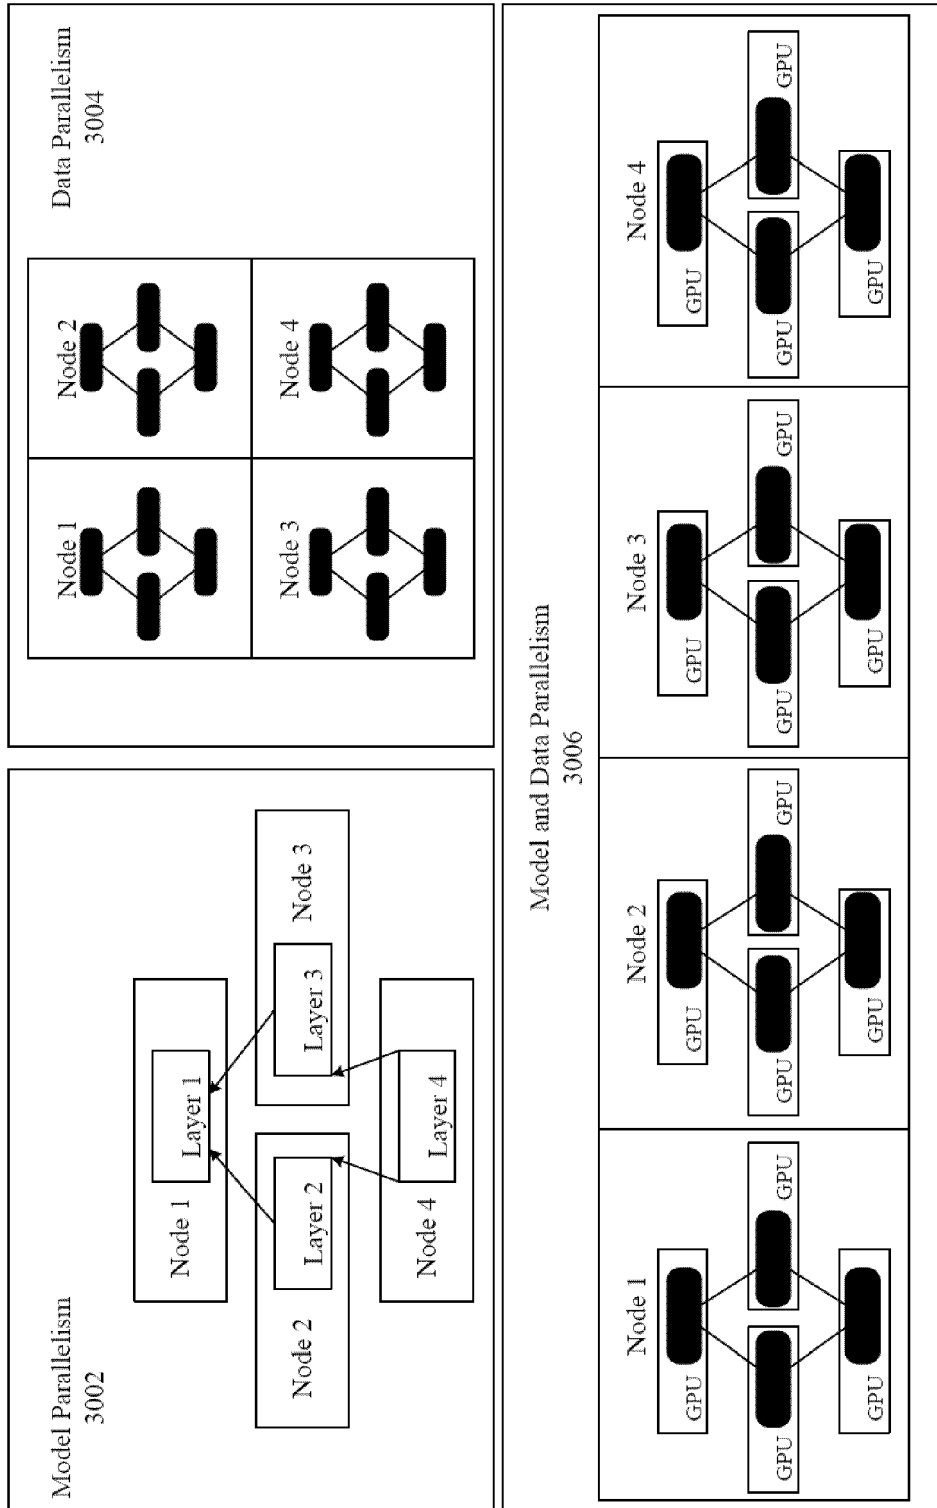 Model Parallelism
3002
Node 1
Layer 1
Node 2
Layer 2
Layer 3
Node 3
Node 4
Layer 4
Data Parallelism
3004
Node 1
Node 2
Node 3
Node 4
Model and Data Parallelism
3006
Node 1
GPU
GPU
GPU
GPU
Node 2
GPU
GPU
GPU
GPU
Node 3
GPU
GPU
GPU
GPU
Node 4
GPU
GPU
GPU
GPU